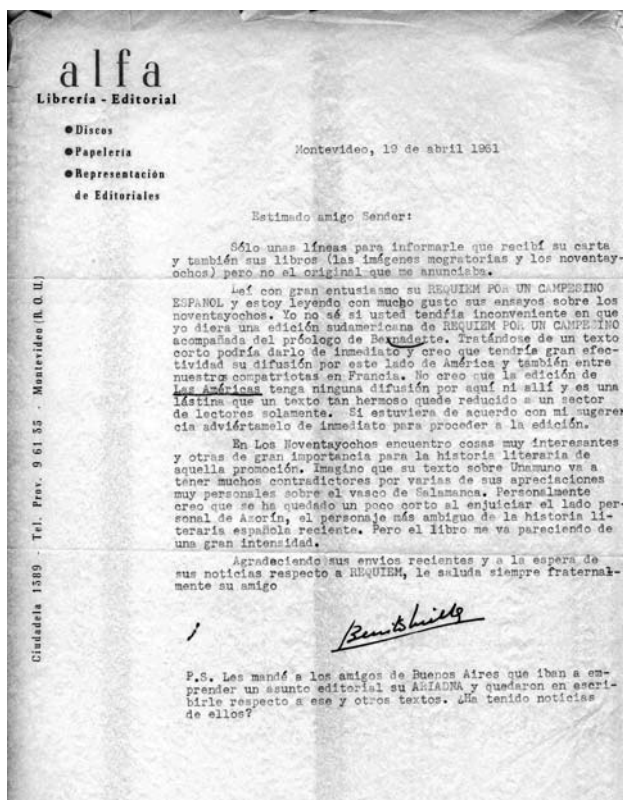 alfa
Librería - Editorial
●Discos
●Papelería
●Representación
de Editoriales
Montevideo, 19 de abril 1961
Estimado amigo Sender:
Sólo unas líneas para informarle que recibí su carta
y también sus libros (las imágenes mogratorias y los noventay-
ochos) pero no el original que me anunciaba.
Leí con gran entusiasmo su REQUIEM POR UN CAMPESINO
ESPAÑOL y estoy leyendo con mucho gusto sus ensayos sobre los
noventayochos. Yo no sé si usted tendría inconveniente en que
yo diera una edición sudamericana de REQUIEM POR UN CAMPESINO
acompañada del próologo de Bernadette. Tratándose de un texto
corto podría darlo de inmediato y creo que tendría gran efec-
tividad su difusión por este lado de América y también entre
nuestros compatriotas en Francia. No creo que la edición de
Las Américas tenga ninguna difusión por aquí ni allí y es una
lástina que un texto tan hermoso quede reducido a un sector
de lectores solamente. Si estuviera de acuerdo con mi sugeren
cia adviértamelo de inmediato para proceder a la edición.
En Los Noventayochos encuentro cosas muy interesantes
y otras de gran importancia para la historia literaria de
aquella promoción. Imagino que su texto sobre Unamuno va a
tener muchos contradictores por varias de sus apreciaciones
muy personales sobre el vasco de Salamanca. Personalmente
creo que se ha quedado un poco corto al enjuiciar el lado per
sonal de Azorín, el personaje más ambiguo de la historia li-
teraria española reciente. Pero el libro me va pareciendo de
una gran intensidad.
Agradeciendo sus envios recientes y a la espera de
sus noticias respecto a REQUIEM, le saluda siempre fraternal-
mente su amigo
Benito Milla
P.S. Les mandé a los amigos de Buenos Aires que iban a em-
prender un asunto editorial su ARIADNA y quedaron en escri-
birle respecto a ese y otros textos. ¿Ha tenido noticias
de ellos?
Ciudadela 1389 - Tel. Prov. 9 61 55 - Montevideo (R. O. U.)